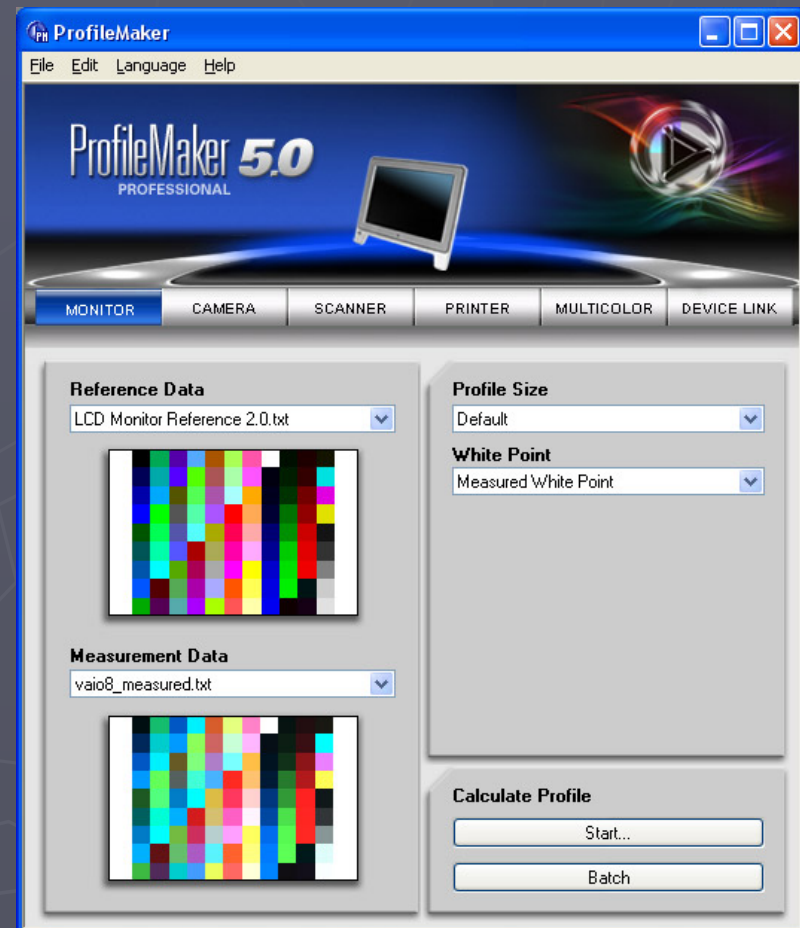 ProfileMaker
File Edit Language Help
ProfileMaker 5.0
PROFESSIONAL
MONITOR CAMERA SCANNER PRINTER MULTICOLOR DEVICE LINK
Reference Data
LCD Monitor Reference 2.0.txt
Profile Size
Default
White Point
Measured White Point
Measurement Data
vaio8_measured.txt
Calculate Profile
Start...
Batch